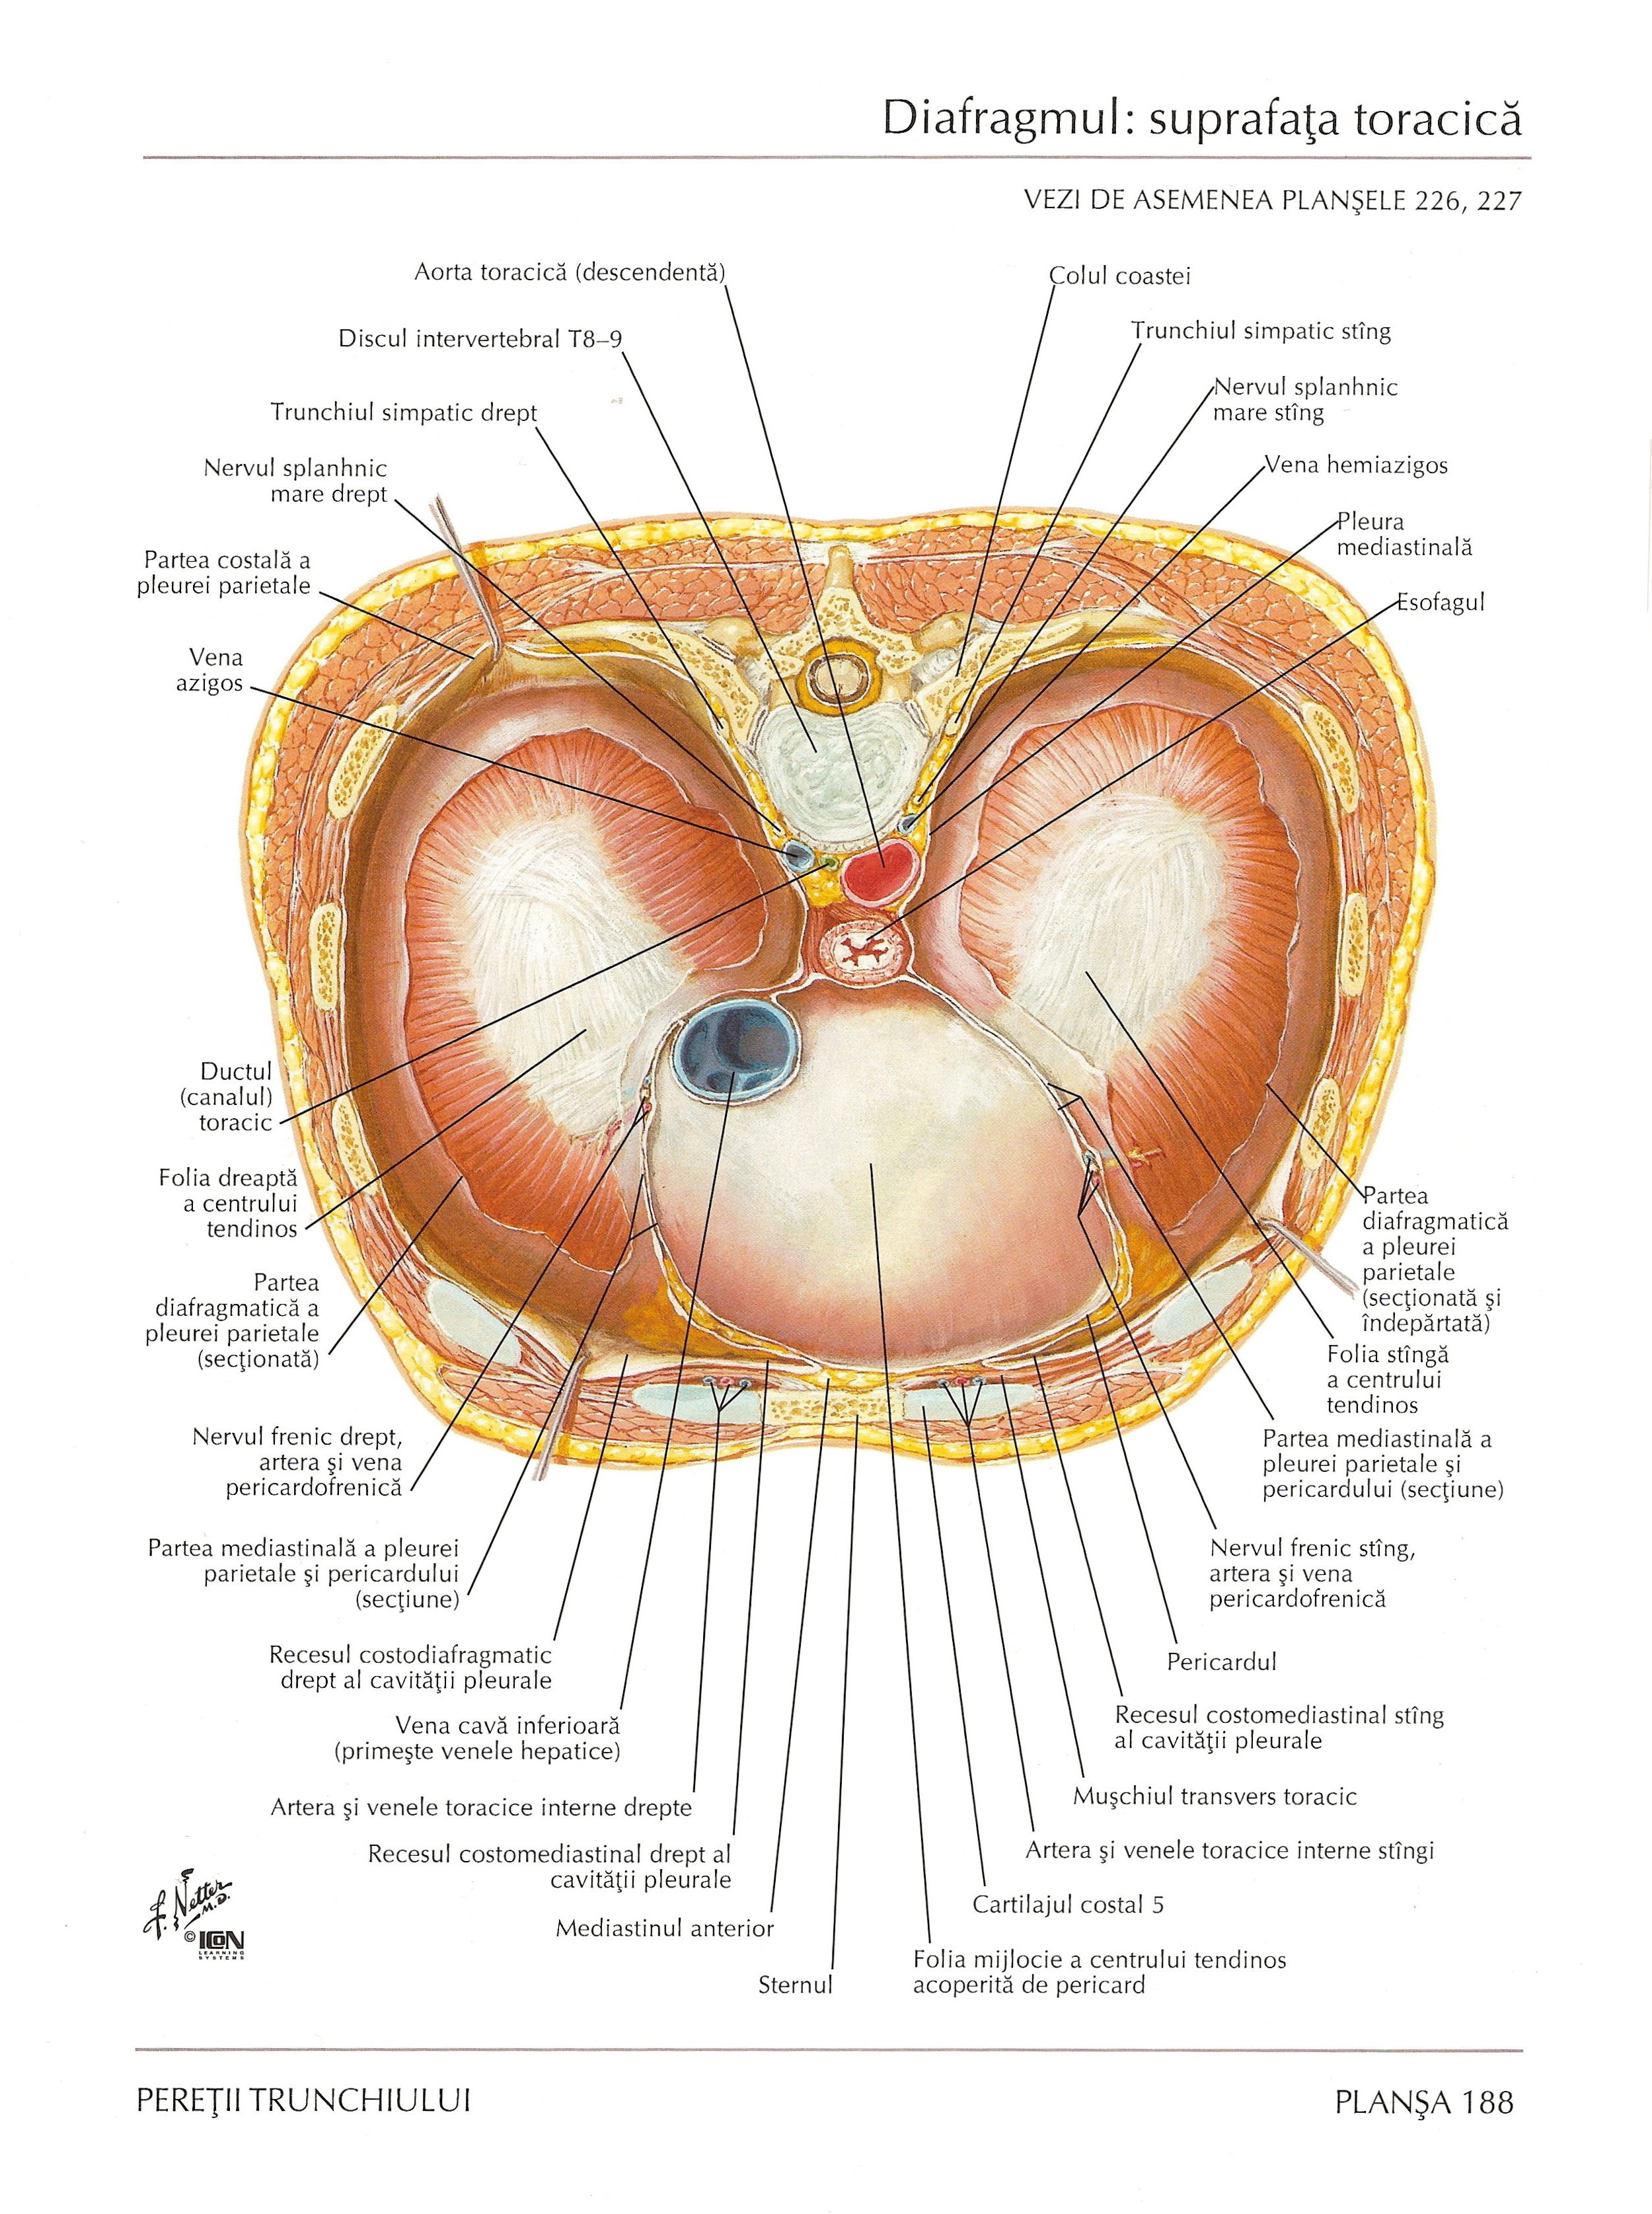 Diafragmul: suprafaţa toracică
VEZI DE ASEMENEA PLANŞELE 226, 227
Aorta toracică (descendentă)
Discul intervertebral T8–9
Trunchiul simpatic drept
Nervul splanhnic
mare drept
Partea costală a
pleurei parietale
Vena
azigos
Ductul
(canalul)
toracic
Folia dreaptă
a centrului
tendinos
Partea
diafragmatică a
pleurei parietale
(secţionată)
Nervul frenic drept,
artera şi vena
pericardofrenică
Partea mediastinală a pleurei
parietale şi pericardului
(secţiune)
Recesul costodiafragmatic
drept al cavităţii pleurale
Vena cavă inferioară
(primeşte venele hepatice)
Artera şi venele toracice interne drepte
Recesul costomediastinal drept al
cavităţii pleurale
Mediastinul anterior
Sternul
Colul coastei
Trunchiul simpatic stîng
Nervul splanhnic
mare stîng
Vena hemiazigos
Pleura
mediastinală
Esofagul
Partea
diafragmatică
a pleurei
parietale
(secţionată şi
îndepărtată)
Folia stîngă
a centrului
tendinos
Partea mediastinală a
pleurei parietale şi
pericardului (secţiune)
Nervul frenic stîng,
artera şi vena
pericardofrenică
Pericardul
Recesul costomediastinal stîng
al cavităţii pleurale
Muşchiul transvers toracic
Artera şi venele toracice interne stîngi
Cartilajul costal 5
Folia mijlocie a centrului tendinos
acoperită de pericard
F. Netter
M.D.
© ICON
LEARNING
SYSTEMS
PEREŢII TRUNCHIULUI
PLANŞA 188